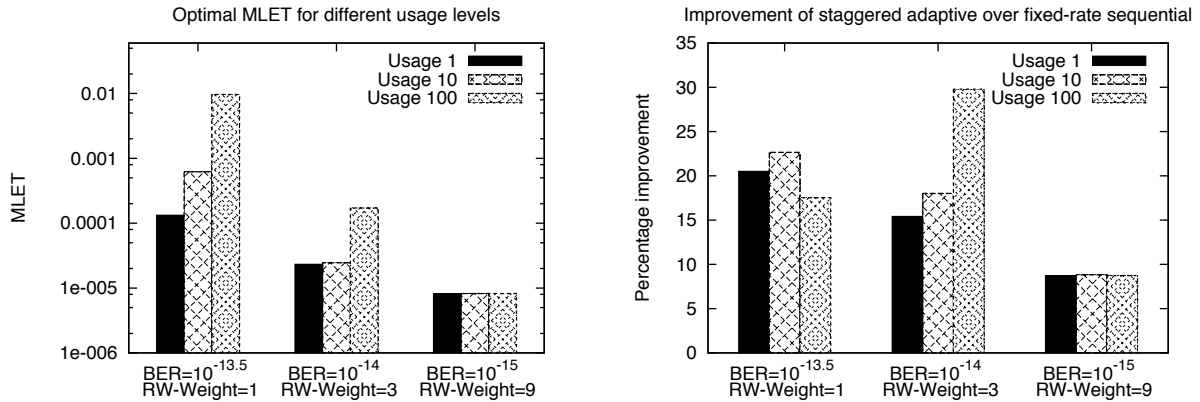 Optimal MLET for different usage levels
MLET
0.01
0.001
0.0001
1e-005
1e-006
Usage 1
Usage 10
Usage 100
BER=10^-13.5
RW-Weight=1
BER=10^-14
RW-Weight=3
BER=10^-15
RW-Weight=9
Improvement of staggered adaptive over fixed-rate sequential
Percentage improvement
35
30
25
20
15
10
5
0
Usage 1
Usage 10
Usage 100
BER=10^-13.5
RW-Weight=1
BER=10^-14
RW-Weight=3
BER=10^-15
RW-Weight=9